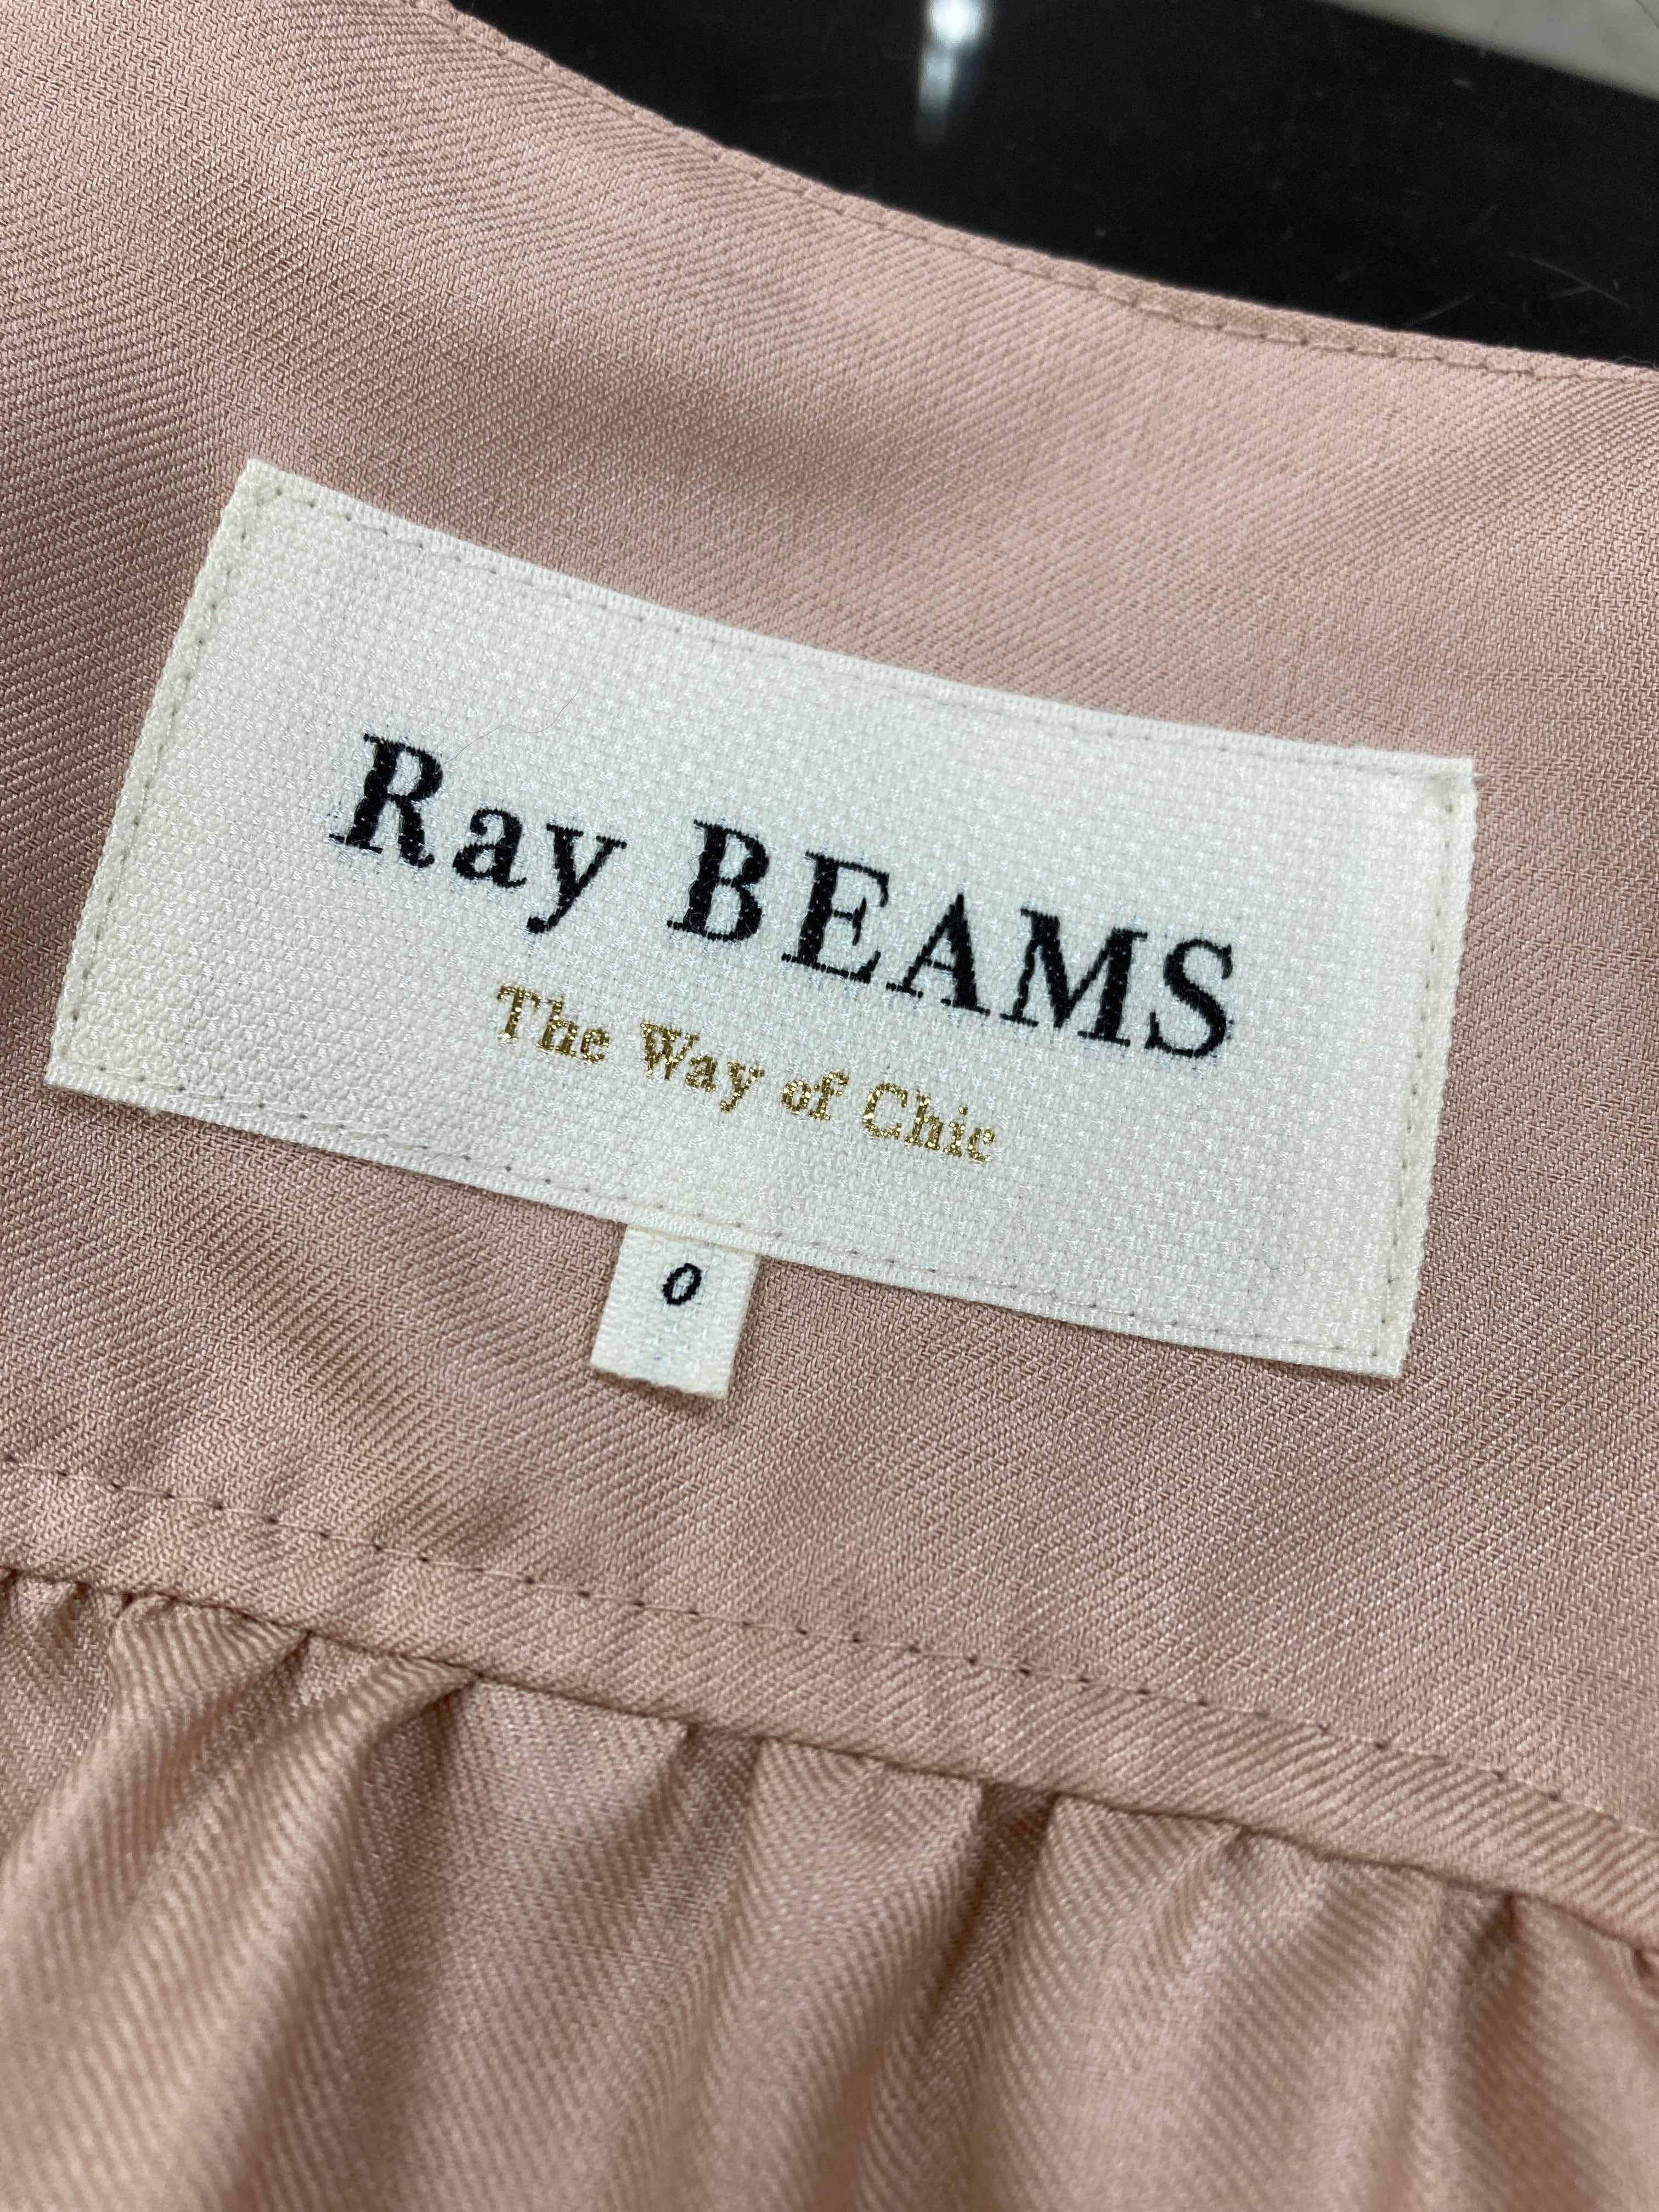 Ray BEAMS
The Way of Chic
0